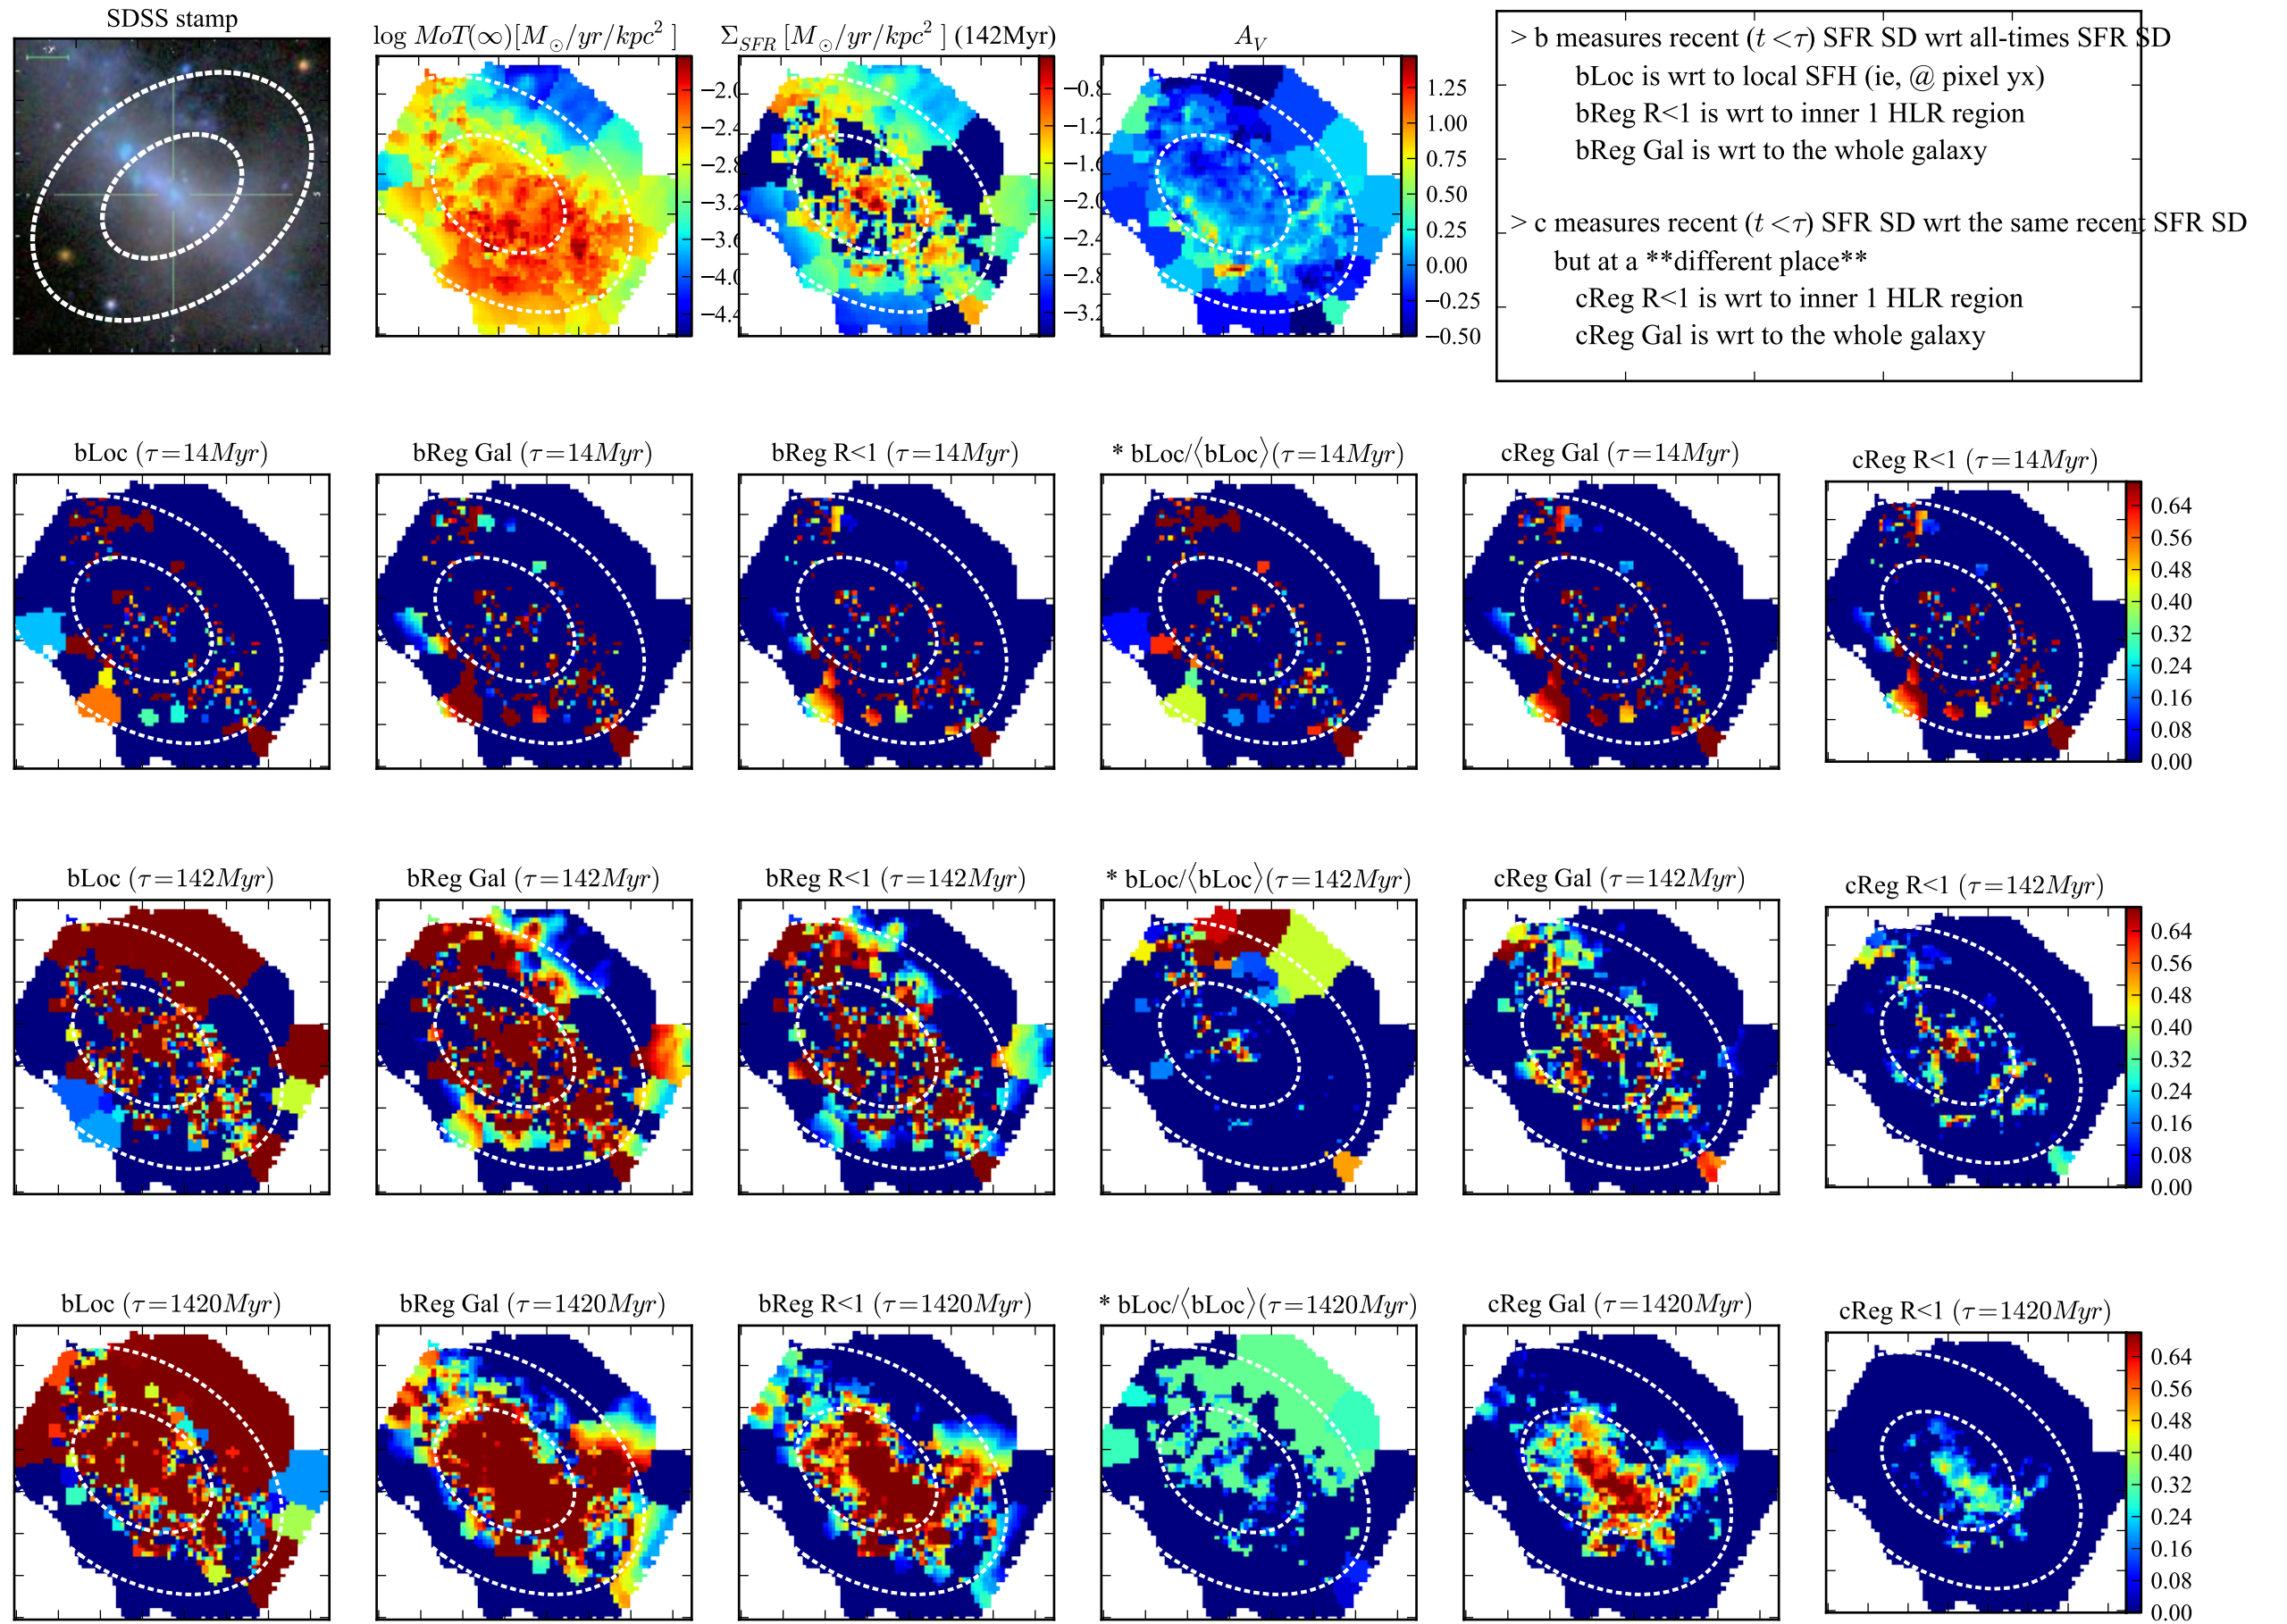 SDSS stamp
log MoT(∞)[M⊙/yr/kpc² ]
Σ_SFR [M⊙/yr/kpc² ] (142Myr)
A_V
−2.0
−2.4
−2.8
−3.2
−3.6
−4.0
−4.4
−0.8
−1.2
−1.6
−2.0
−2.4
−2.8
−3.2
1.25
1.00
0.75
0.50
0.25
0.00
−0.25
−0.50
> b measures recent (t <τ) SFR SD wrt all-times SFR SD
bLoc is wrt to local SFH (ie, @ pixel yx)
bReg R<1 is wrt to inner 1 HLR region
bReg Gal is wrt to the whole galaxy
> c measures recent (t <τ) SFR SD wrt the same recent SFR SD
but at a **different place**
cReg R<1 is wrt to inner 1 HLR region
cReg Gal is wrt to the whole galaxy
bLoc (τ=14Myr)
bReg Gal (τ=14Myr)
bReg R<1 (τ=14Myr)
* bLoc/⟨bLoc⟩(τ=14Myr)
cReg Gal (τ=14Myr)
cReg R<1 (τ=14Myr)
0.64
0.56
0.48
0.40
0.32
0.24
0.16
0.08
0.00
bLoc (τ=142Myr)
bReg Gal (τ=142Myr)
bReg R<1 (τ=142Myr)
* bLoc/⟨bLoc⟩(τ=142Myr)
cReg Gal (τ=142Myr)
cReg R<1 (τ=142Myr)
0.64
0.56
0.48
0.40
0.32
0.24
0.16
0.08
0.00
bLoc (τ=1420Myr)
bReg Gal (τ=1420Myr)
bReg R<1 (τ=1420Myr)
* bLoc/⟨bLoc⟩(τ=1420Myr)
cReg Gal (τ=1420Myr)
cReg R<1 (τ=1420Myr)
0.64
0.56
0.48
0.40
0.32
0.24
0.16
0.08
0.00